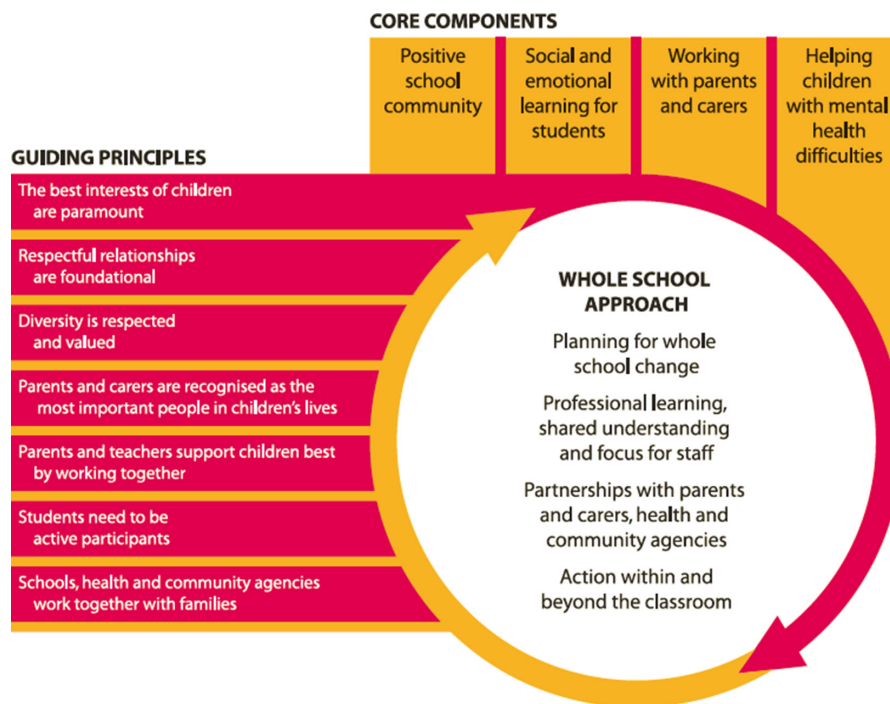 CORE COMPONENTS
Positive
school
community
Social and
emotional
learning for
students
Working
with parents
and carers
Helping
children
with mental
health
difficulties
GUIDING PRINCIPLES
The best interests of children
are paramount
Respectful relationships
are foundational
Diversity is respected
and valued
Parents and carers are recognised as the
most important people in children's lives
Parents and teachers support children best
by working together
Students need to be
active participants
Schools, health and community agencies
work together with families
WHOLE SCHOOL
APPROACH
Planning for whole
school change
Professional learning,
shared understanding
and focus for staff
Partnerships with parents
and carers, health and
community agencies
Action within and
beyond the classroom